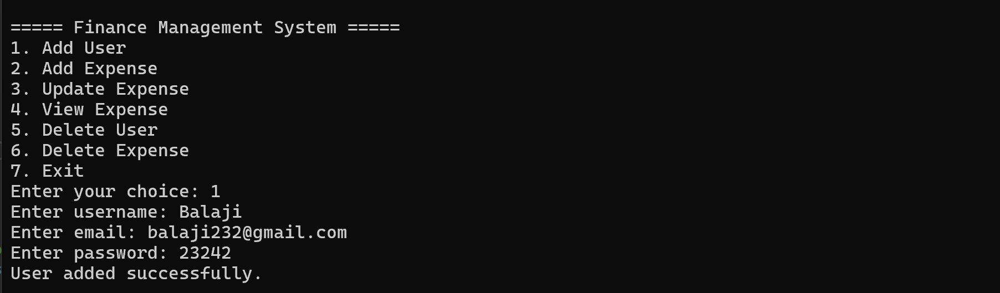 ===== Finance Management System =====
1. Add User
2. Add Expense
3. Update Expense
4. View Expense
5. Delete User
6. Delete Expense
7. Exit
Enter your choice: 1
Enter username: Balaji
Enter email: balaji232@gmail.com
Enter password: 23242
User added successfully.